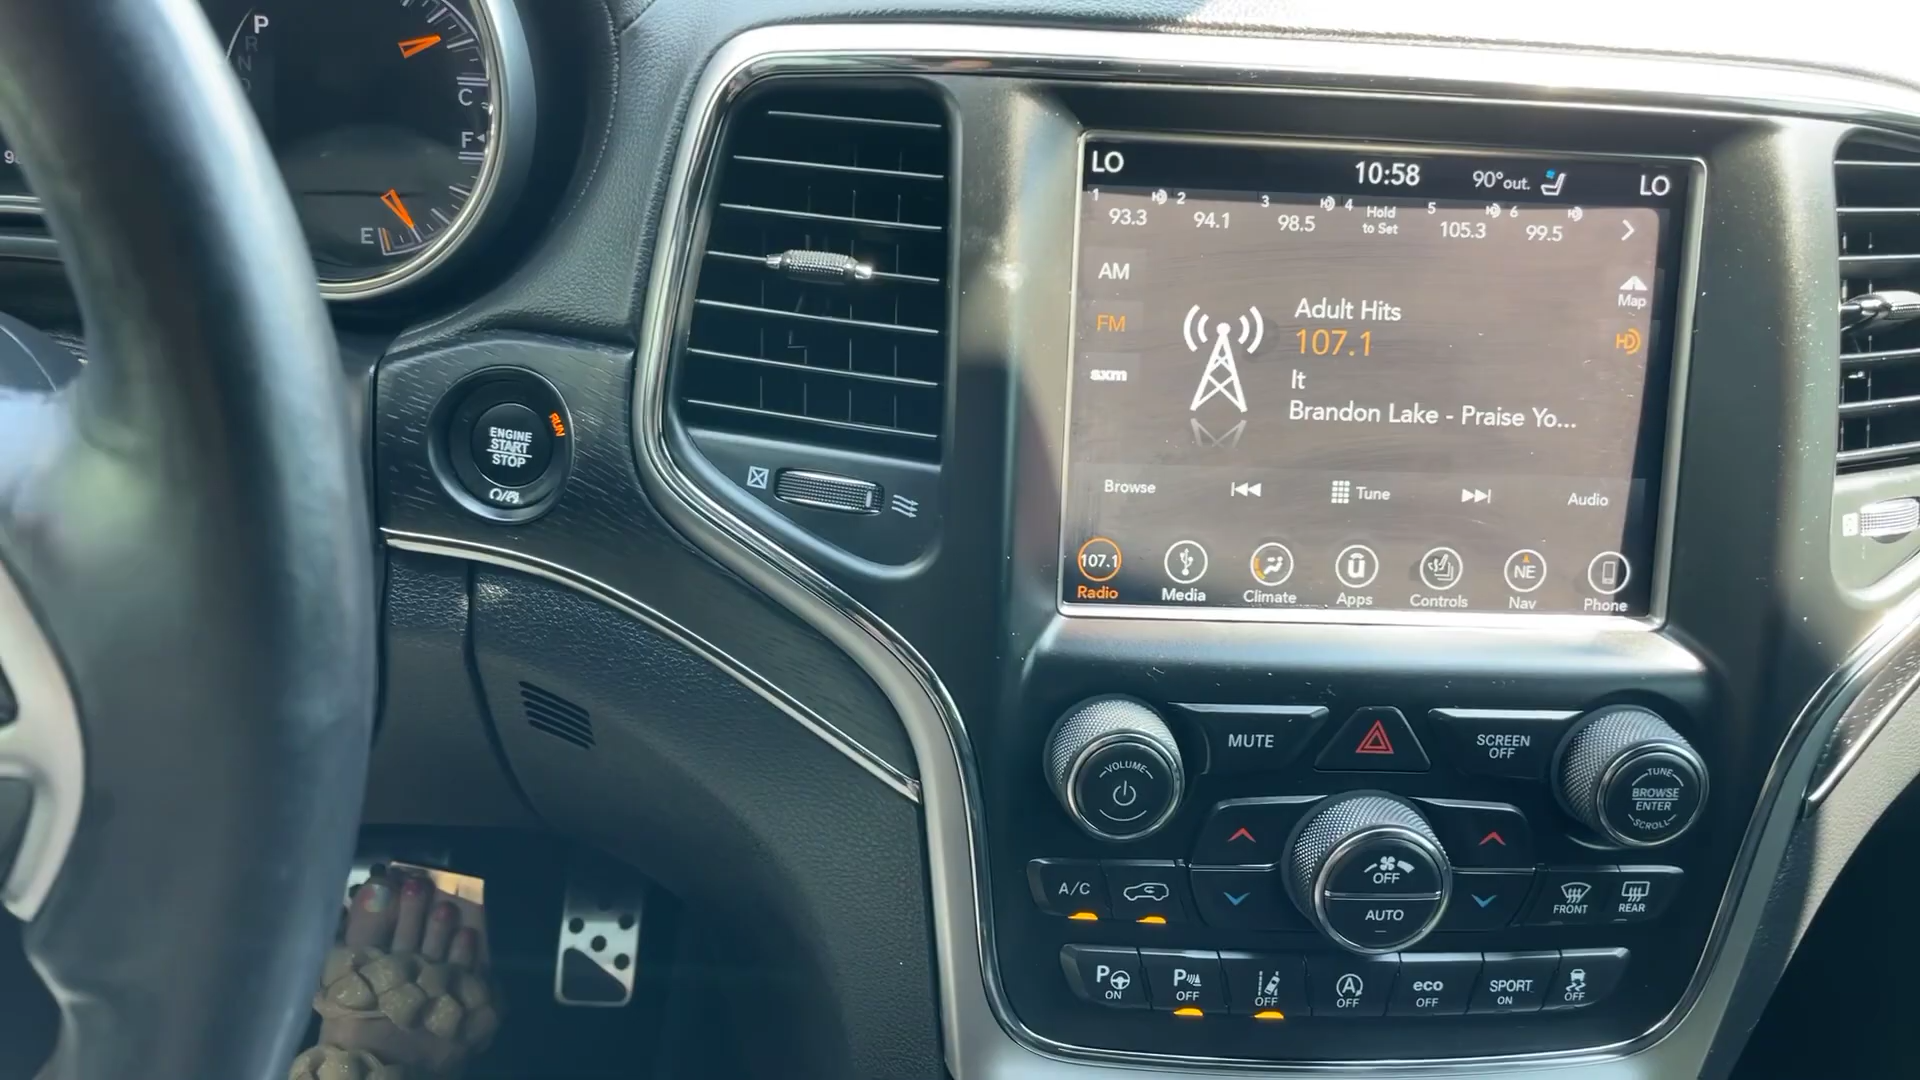 P
R
N
D
C
F
E
ENGINE
START
STOP
RUN
LO
10:58
90°out.
LO
1
2
3
4
5
6
93.3
94.1
98.5
Hold
to Set
105.3
99.5
AM
FM
sxm
Adult Hits
107.1
It
Brandon Lake - Praise Yo...
Map
HD
Browse
Tune
Audio
107.1
NE
Radio
Media
Climate
Apps
Controls
Nav
Phone
VOLUME
MUTE
SCREEN
OFF
TUNE
BROWSE
ENTER
SCROLL
OFF
AUTO
A/C
FRONT
REAR
P
ON
P
OFF
OFF
A
OFF
eco
OFF
SPORT
ON
OFF